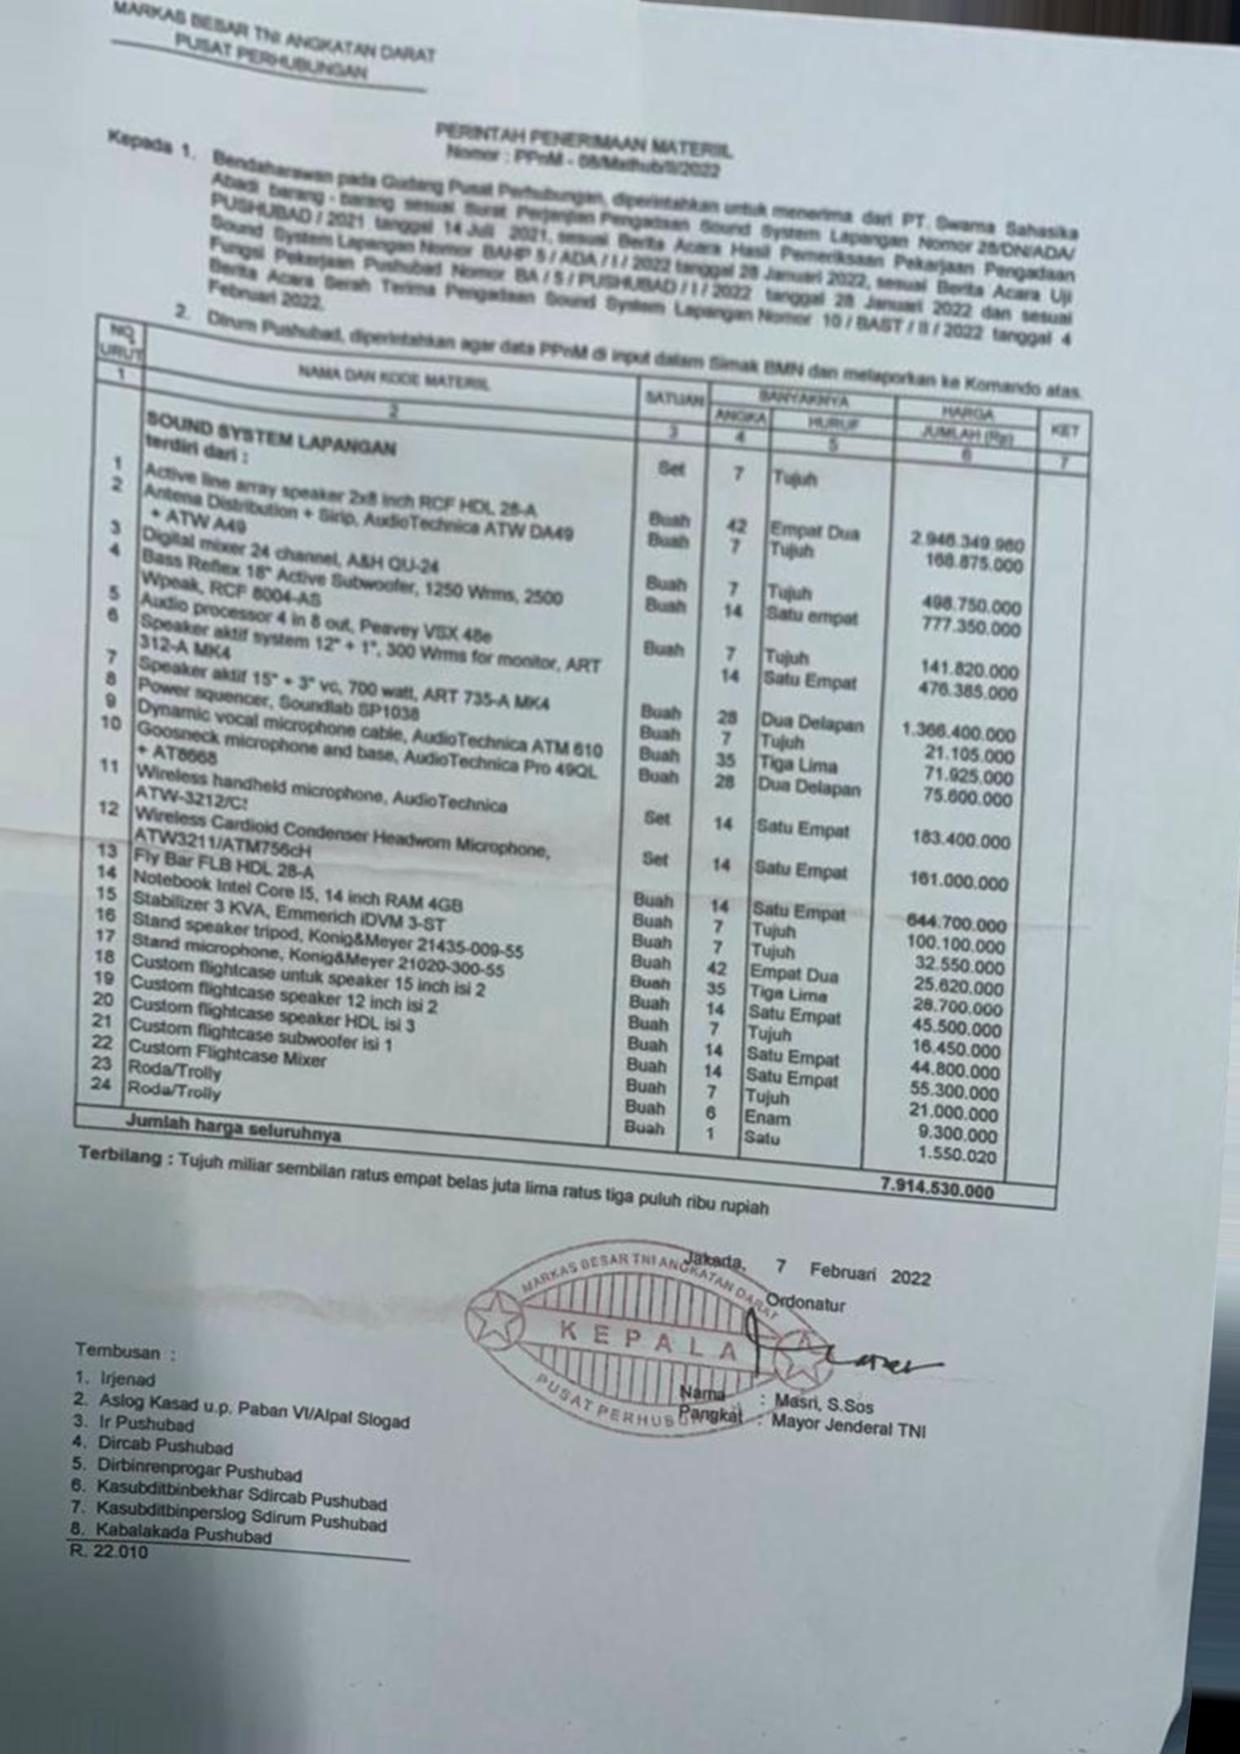 MARKAS BESAR TNI ANGKATAN DARAT
PUSAT PERHUBUNGAN
PERINTAH PENERIMAAN MATERIIL
Nomor : PPnM - 08/Mathub/II/2022
Kepada 1. Bendaharawan pada Gudang Pusat Perhubungan, diperintahkan untuk menerima dari PT. Swarna Sahasika
Abadi barang - barang sesuai Surat Perjanjian Pengadaan Sound System Lapangan Nomor 28/DN/ADA/
PUSHUBAD / 2021 tanggal 14 Juli 2021, sesuai Berita Acara Hasil Pemeriksaan Pekerjaan Pengadaan
Sound System Lapangan Nomor BAHP 5 / ADA / I / 2022 tanggal 28 Januari 2022, sesuai Berita Acara Uji
Fungsi Pekerjaan Pushubad Nomor BA / 5 / PUSHUBAD / I / 2022 tanggal 28 Januari 2022 dan sesuai
Berita Acara Serah Terima Pengadaan Sound System Lapangan Nomor 10 / BAST / II / 2022 tanggal 4
Februari 2022.
2. Dirum Pushubad, diperintahkan agar data PPnM di input dalam Simak BMN dan melaporkan ke Komando atas.
NO URUT NAMA DAN KODE MATERIIL SATUAN BANYAKNYA HARGA KET
ANGKA HURUF JUMLAH (Rp)
1 2 3 4 5 6 7
SOUND SYSTEM LAPANGAN Set 7 Tujuh
terdiri dari :
1 Active line array speaker 2x8 inch RCF HDL 28-A Buah 42 Empat Dua 2.946.349.980
2 Antena Distribution + Sirip, AudioTechnica ATW DA49 Buah 7 Tujuh 168.875.000
+ ATW A49
3 Digital mixer 24 channel, A&H QU-24 Buah 7 Tujuh 498.750.000
4 Bass Reflex 18" Active Subwoofer, 1250 Wrms, 2500 Buah 14 Satu empat 777.350.000
Wpeak, RCF 8004-AS
5 Audio processor 4 in 8 out, Peavey VSX 48e Buah 7 Tujuh 141.820.000
6 Speaker aktif system 12" + 1", 300 Wrms for monitor, ART 14 Satu Empat 476.385.000
312-A MK4
7 Speaker aktif 15" + 3" vc, 700 watt, ART 735-A MK4 Buah 28 Dua Delapan 1.366.400.000
8 Power squencer, Soundlab SP1038 Buah 7 Tujuh 21.105.000
9 Dynamic vocal microphone cable, AudioTechnica ATM 610 Buah 35 Tiga Lima 71.925.000
10 Goosneck microphone and base, AudioTechnica Pro 49QL Buah 28 Dua Delapan 75.600.000
+ AT8668
11 Wireless handheld microphone, AudioTechnica Set 14 Satu Empat 183.400.000
ATW-3212/C!
12 Wireless Cardioid Condenser Headworn Microphone, Set 14 Satu Empat 161.000.000
ATW3211/ATM756cH
13 Fly Bar FLB HDL 28-A Buah 14 Satu Empat 644.700.000
14 Notebook Intel Core I5, 14 inch RAM 4GB Buah 7 Tujuh 100.100.000
15 Stabilizer 3 KVA, Emmerich iDVM 3-ST Buah 7 Tujuh 32.550.000
16 Stand speaker tripod, Konig&Meyer 21435-009-55 Buah 42 Empat Dua 25.620.000
17 Stand microphone, Konig&Meyer 21020-300-55 Buah 35 Tiga Lima 28.700.000
18 Custom flightcase untuk speaker 15 inch isi 2 Buah 14 Satu Empat 45.500.000
19 Custom flightcase speaker 12 inch isi 2 Buah 7 Tujuh 16.450.000
20 Custom flightcase speaker HDL isi 3 Buah 14 Satu Empat 44.800.000
21 Custom flightcase subwoofer isi 1 Buah 14 Satu Empat 55.300.000
22 Custom Flightcase Mixer Buah 7 Tujuh 21.000.000
23 Roda/Trolly Buah 6 Enam 9.300.000
24 Roda/Trolly Buah 1 Satu 1.550.020
Jumlah harga seluruhnya 7.914.530.000
Terbilang : Tujuh miliar sembilan ratus empat belas juta lima ratus tiga puluh ribu rupiah
Jakarta, 7 Februari 2022
Ordonatur
MARKAS BESAR TNI ANGKATAN DARAT
KEPALA
PUSAT PERHUBUNGAN
Nama : Masri, S.Sos
Pangkat : Mayor Jenderal TNI
Tembusan :
1. Irjenad
2. Aslog Kasad u.p. Paban VI/Alpal Slogad
3. Ir Pushubad
4. Dircab Pushubad
5. Dirbinrenprogar Pushubad
6. Kasubditbinbekhar Sdircab Pushubad
7. Kasubditbinperslog Sdirum Pushubad
8. Kabalakada Pushubad
R. 22.010